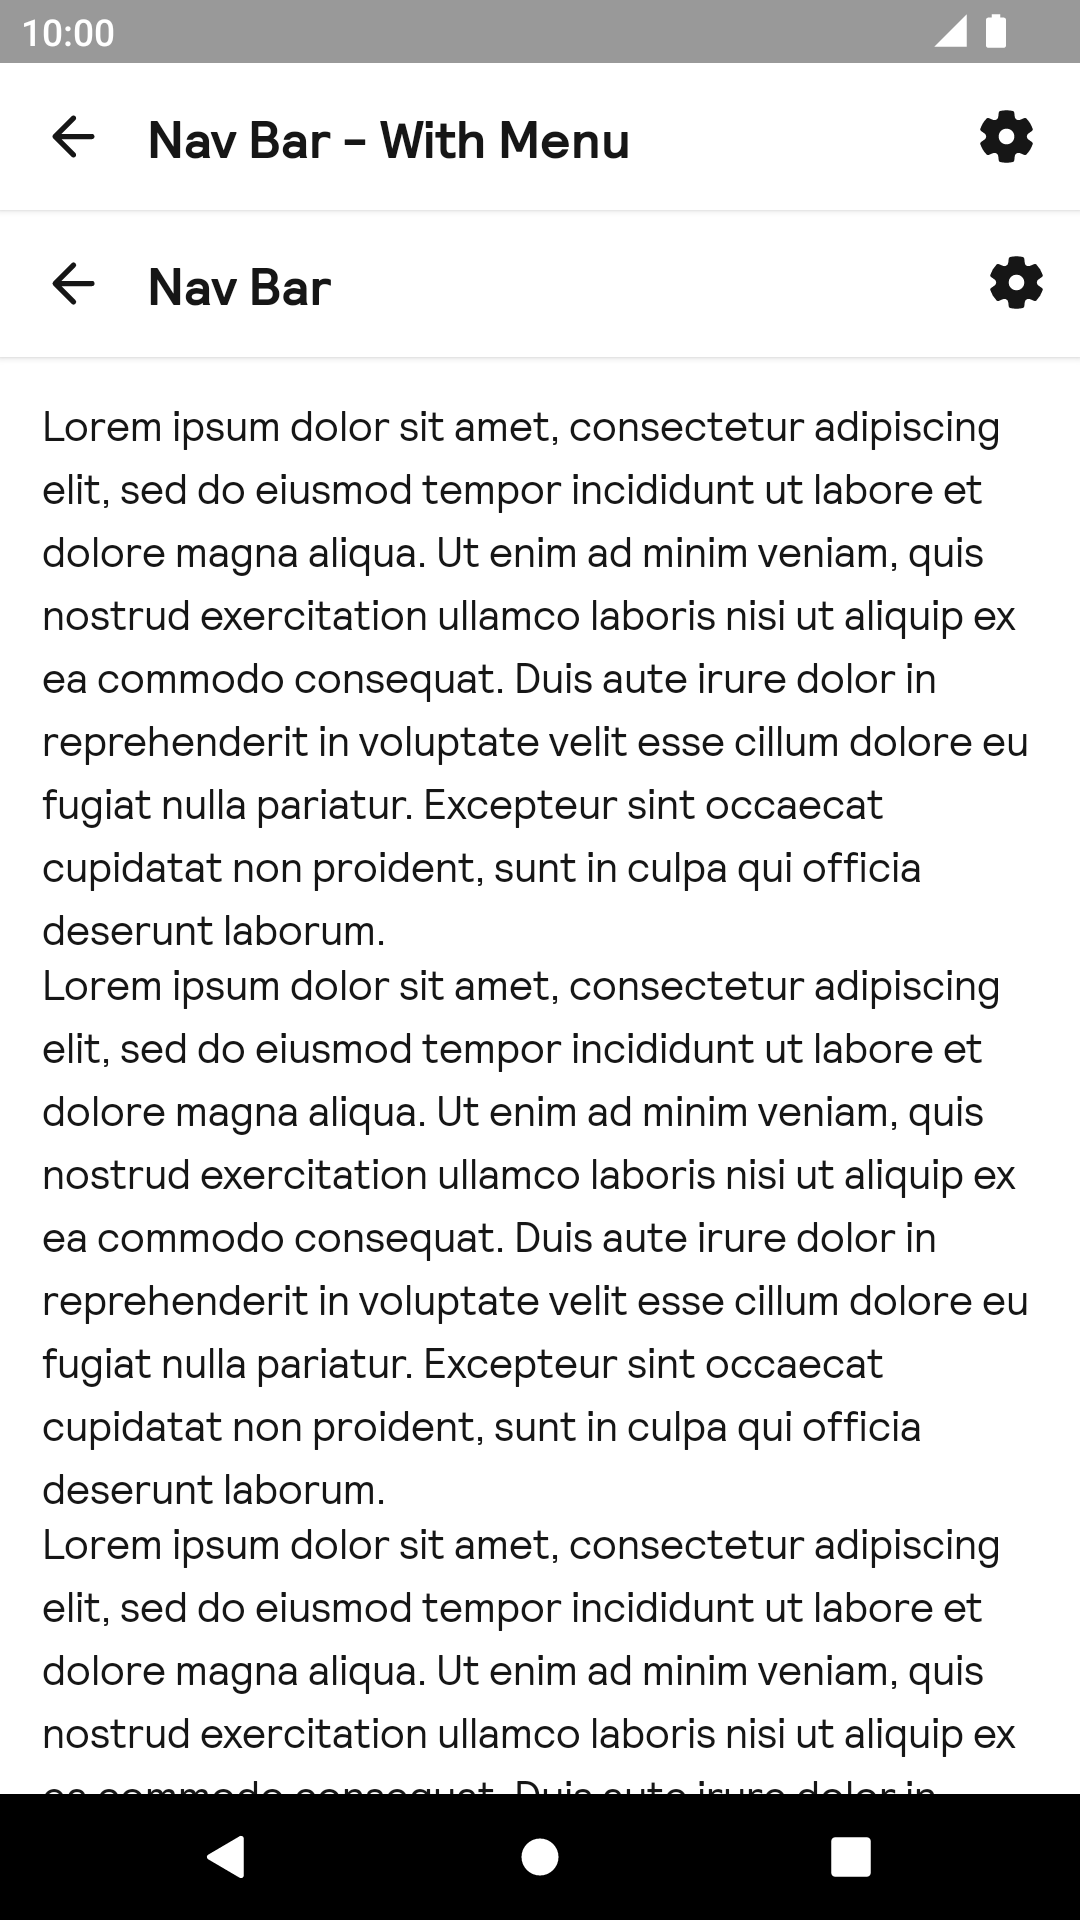 10:00
Nav Bar - With Menu
Nav Bar
Lorem ipsum dolor sit amet, consectetur adipiscing
elit, sed do eiusmod tempor incididunt ut labore et
dolore magna aliqua. Ut enim ad minim veniam, quis
nostrud exercitation ullamco laboris nisi ut aliquip ex
ea commodo consequat. Duis aute irure dolor in
reprehenderit in voluptate velit esse cillum dolore eu
fugiat nulla pariatur. Excepteur sint occaecat
cupidatat non proident, sunt in culpa qui officia
deserunt laborum.
Lorem ipsum dolor sit amet, consectetur adipiscing
elit, sed do eiusmod tempor incididunt ut labore et
dolore magna aliqua. Ut enim ad minim veniam, quis
nostrud exercitation ullamco laboris nisi ut aliquip ex
ea commodo consequat. Duis aute irure dolor in
reprehenderit in voluptate velit esse cillum dolore eu
fugiat nulla pariatur. Excepteur sint occaecat
cupidatat non proident, sunt in culpa qui officia
deserunt laborum.
Lorem ipsum dolor sit amet, consectetur adipiscing
elit, sed do eiusmod tempor incididunt ut labore et
dolore magna aliqua. Ut enim ad minim veniam, quis
nostrud exercitation ullamco laboris nisi ut aliquip ex
ea commodo consequat. Duis aute irure dolor in